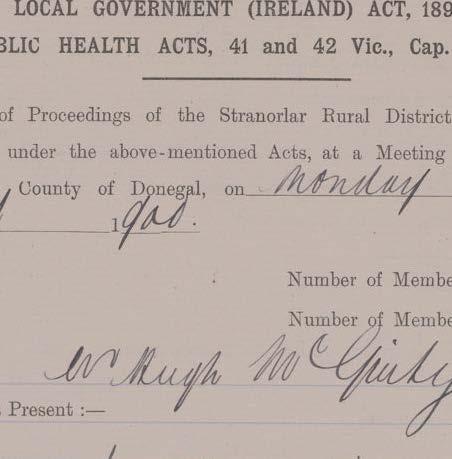 LOCAL GOVERNMENT (IRELAND) ACT, 189
BLIC HEALTH ACTS, 41 and 42 Vic., Cap.
of Proceedings of the Stranorlar Rural District
under the above-mentioned Acts, at a Meeting
County of Donegal, on Monday
1900.
Number of Membe
Number of Membe
Mr Hugh McGinty
Present :—